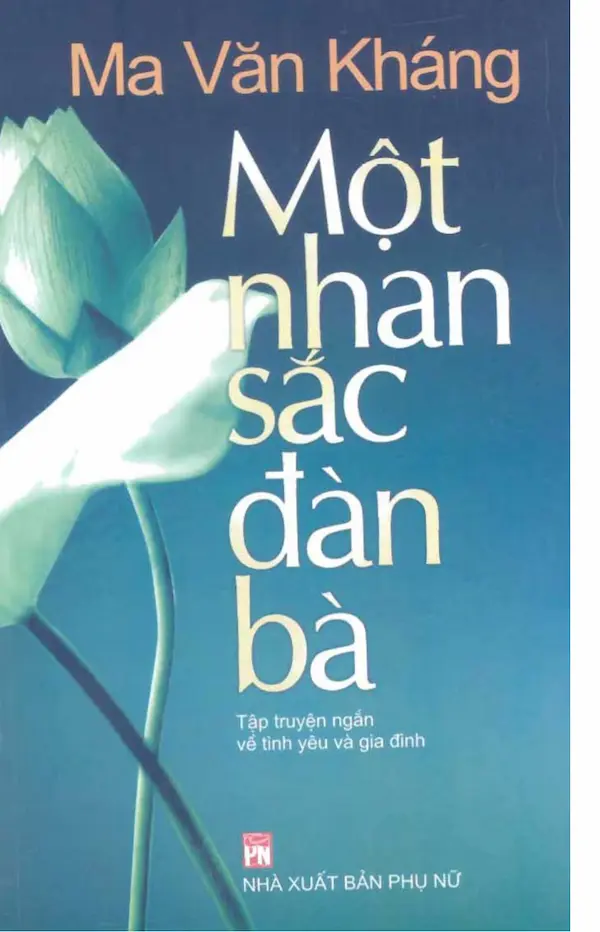 Ma Văn Kháng
Một
nhan
sắc
đàn
bà
Tập truyện ngắn
về tình yêu và gia đình
PN
NHÀ XUẤT BẢN PHỤ NỮ